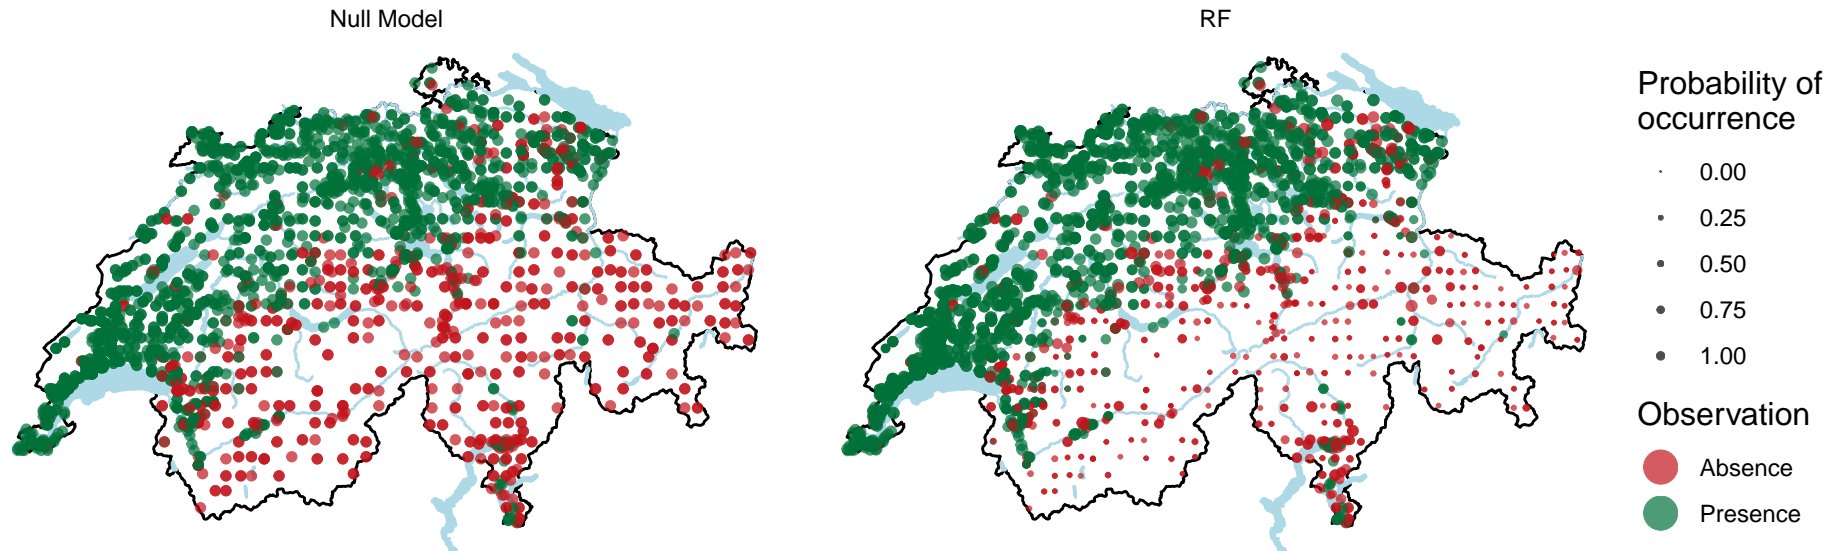 Null Model
RF
Probability of
occurrence
0.00
0.25
0.50
0.75
1.00
Observation
Absence
Presence